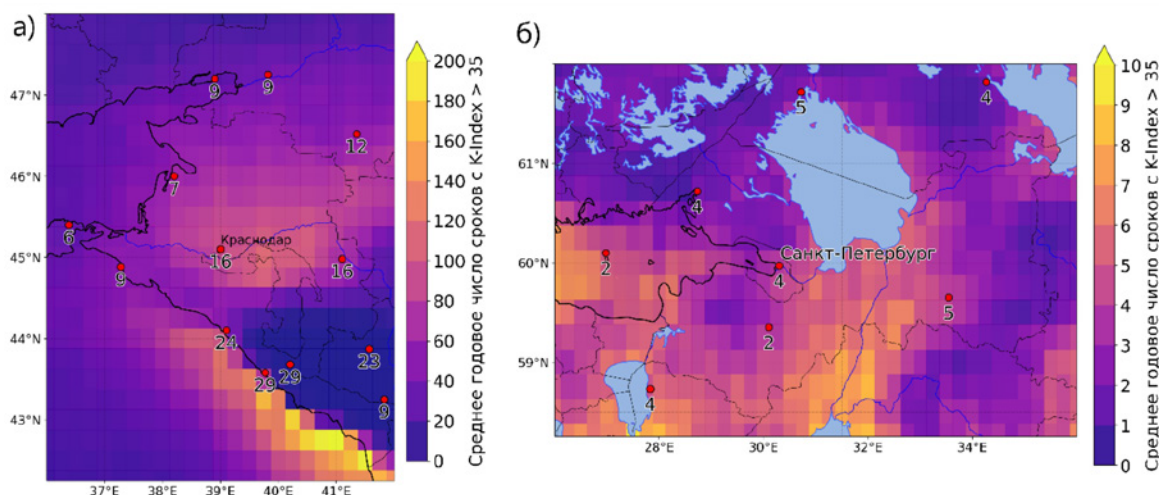 а)
47°N
46°N
45°N
44°N
43°N
37°E 38°E 39°E 40°E 41°E
9 9
12
7
6
Краснодар
16 16
9
24
23
29 29
9
200
180
160
140
120
100
80
60
40
20
0
Среднее годовое число сроков с K-Index > 35
б)
61°N
60°N
59°N
28°E 30°E 32°E 34°E
5 4
4
2
Санкт-Петербург
4
5
2
4
10
9
8
7
6
5
4
3
2
1
0
Среднее годовое число сроков с K-Index > 35